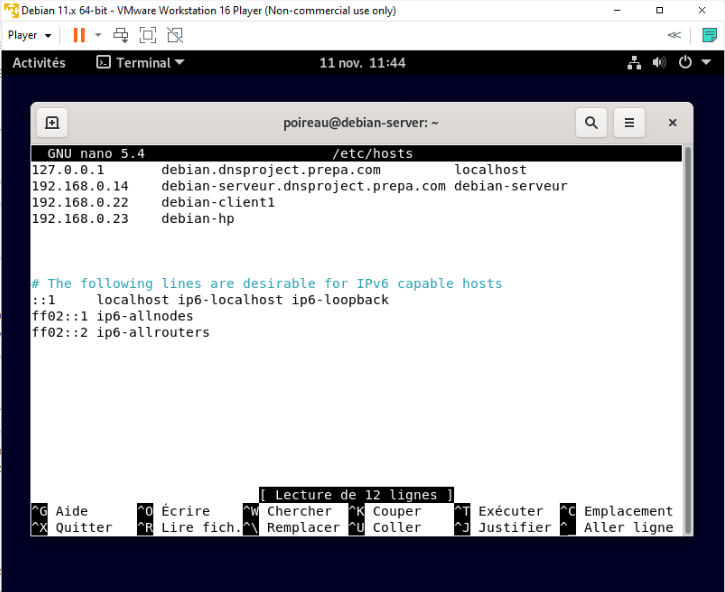 Debian 11.x 64-bit - VMware Workstation 16 Player (Non-commercial use only)
Player
Activités Terminal 11 nov. 11:44
poireau@debian-server: ~
GNU nano 5.4 /etc/hosts
127.0.0.1 debian.dnsproject.prepa.com localhost
192.168.0.14 debian-serveur.dnsproject.prepa.com debian-serveur
192.168.0.22 debian-client1
192.168.0.23 debian-hp
# The following lines are desirable for IPv6 capable hosts
::1 localhost ip6-localhost ip6-loopback
ff02::1 ip6-allnodes
ff02::2 ip6-allrouters
[ Lecture de 12 lignes ]
^G Aide ^O Écrire ^W Chercher ^K Couper ^T Exécuter ^C Emplacement
^X Quitter ^R Lire fich. ^\ Remplacer ^U Coller ^J Justifier ^_ Aller ligne